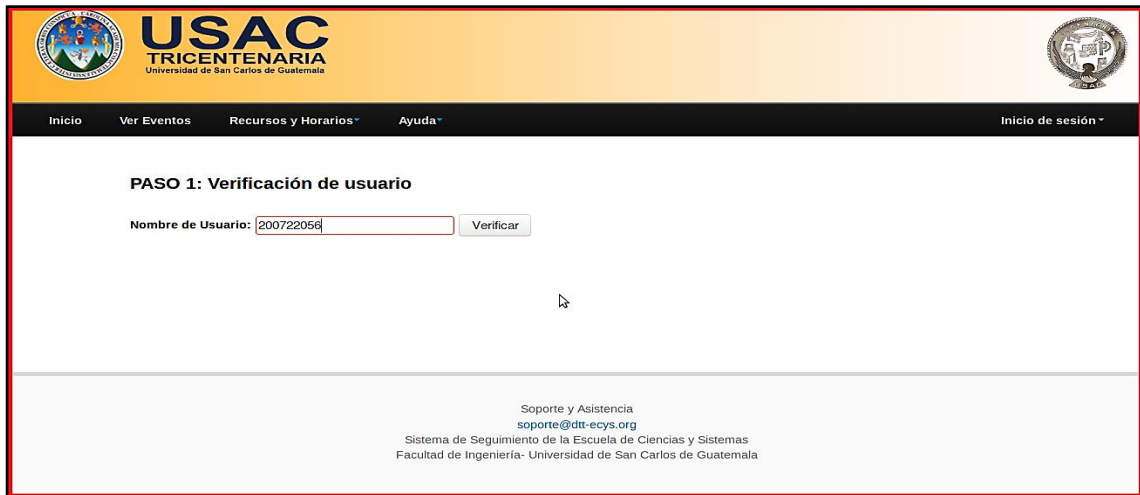 USAC
TRICENTENARIA
Universidad de San Carlos de Guatemala
Inicio Ver Eventos Recursos y Horarios Ayuda Inicio de sesión
PASO 1: Verificación de usuario
Nombre de Usuario: 200722056 Verificar
Soporte y Asistencia
soporte@dtt-ecys.org
Sistema de Seguimiento de la Escuela de Ciencias y Sistemas
Facultad de Ingeniería- Universidad de San Carlos de Guatemala